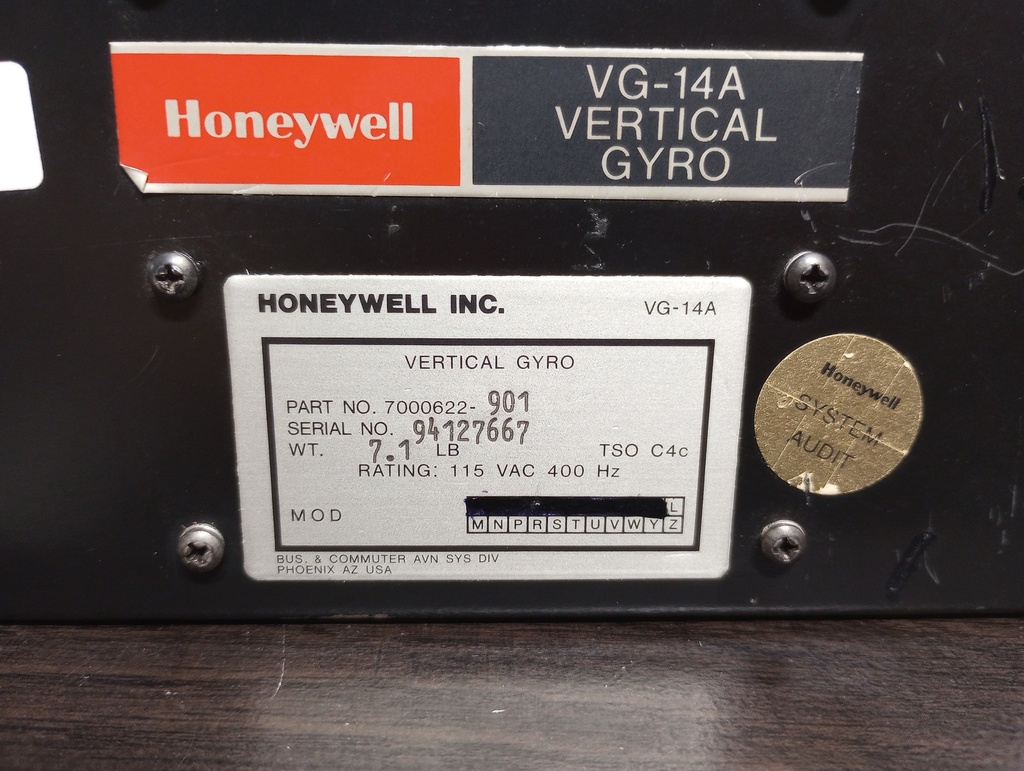 Honeywell
VG-14A
VERTICAL
GYRO
HONEYWELL INC.
VG-14A
VERTICAL GYRO
PART NO. 7000622- 901
SERIAL NO. 94127667
WT. 7.1 LB TSO C4c
RATING: 115 VAC 400 Hz
L
MOD
M N P R S T U V W Y Z
BUS. & COMMUTER AVN SYS DIV
PHOENIX AZ USA
Honeywell
SYSTEM
AUDIT